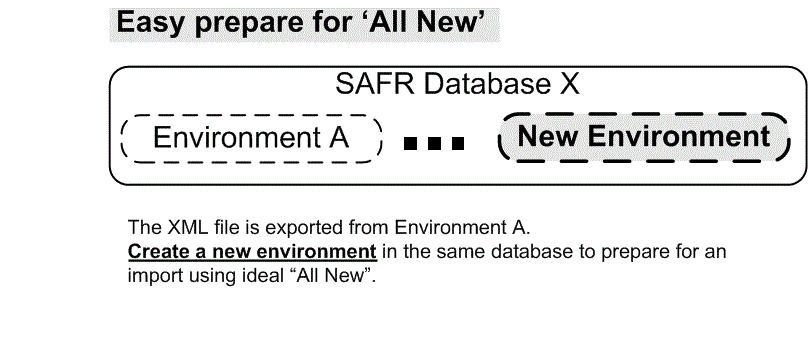 Easy prepare for ‘All New’
SAFR Database X
Environment A
New Environment
The XML file is exported from Environment A.
Create a new environment in the same database to prepare for an
import using ideal “All New”.